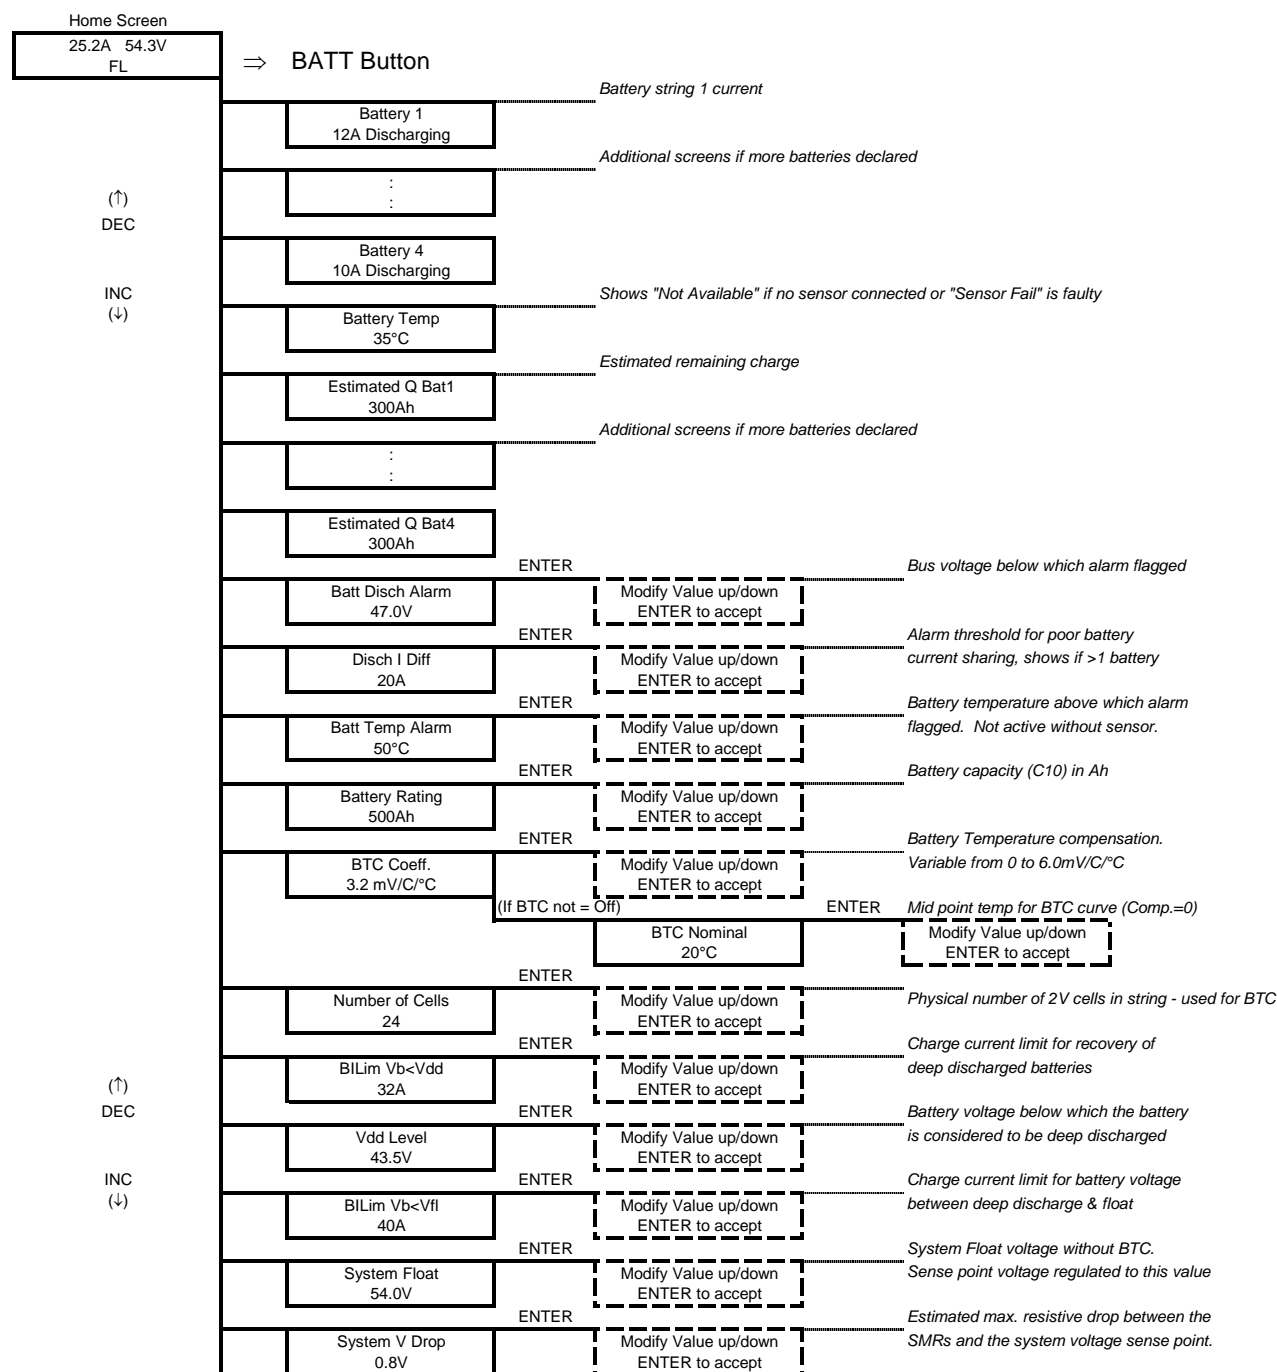 Home Screen
25.2A 54.3V
FL
⇒ BATT Button
Battery string 1 current
Battery 1
12A Discharging
Additional screens if more batteries declared
:
:
(↑)
DEC
Battery 4
10A Discharging
INC
(↓)
Shows "Not Available" if no sensor connected or "Sensor Fail" is faulty
Battery Temp
35°C
Estimated remaining charge
Estimated Q Bat1
300Ah
Additional screens if more batteries declared
:
:
Estimated Q Bat4
300Ah
ENTER
Bus voltage below which alarm flagged
Batt Disch Alarm
47.0V
Modify Value up/down
ENTER to accept
ENTER
Alarm threshold for poor battery
current sharing, shows if >1 battery
Disch I Diff
20A
Modify Value up/down
ENTER to accept
ENTER
Battery temperature above which alarm
flagged. Not active without sensor.
Batt Temp Alarm
50°C
Modify Value up/down
ENTER to accept
ENTER
Battery capacity (C10) in Ah
Battery Rating
500Ah
Modify Value up/down
ENTER to accept
ENTER
Battery Temperature compensation.
Variable from 0 to 6.0mV/C/°C
BTC Coeff.
3.2 mV/C/°C
Modify Value up/down
ENTER to accept
(If BTC not = Off)
ENTER
Mid point temp for BTC curve (Comp.=0)
BTC Nominal
20°C
Modify Value up/down
ENTER to accept
ENTER
Physical number of 2V cells in string - used for BTC
Number of Cells
24
Modify Value up/down
ENTER to accept
ENTER
Charge current limit for recovery of
deep discharged batteries
BILim Vb<Vdd
32A
Modify Value up/down
ENTER to accept
(↑)
DEC
ENTER
Battery voltage below which the battery
is considered to be deep discharged
Vdd Level
43.5V
Modify Value up/down
ENTER to accept
INC
(↓)
ENTER
Charge current limit for battery voltage
between deep discharge & float
BILim Vb<Vfl
40A
Modify Value up/down
ENTER to accept
ENTER
System Float voltage without BTC.
Sense point voltage regulated to this value
System Float
54.0V
Modify Value up/down
ENTER to accept
ENTER
Estimated max. resistive drop between the
SMRs and the system voltage sense point.
System V Drop
0.8V
Modify Value up/down
ENTER to accept